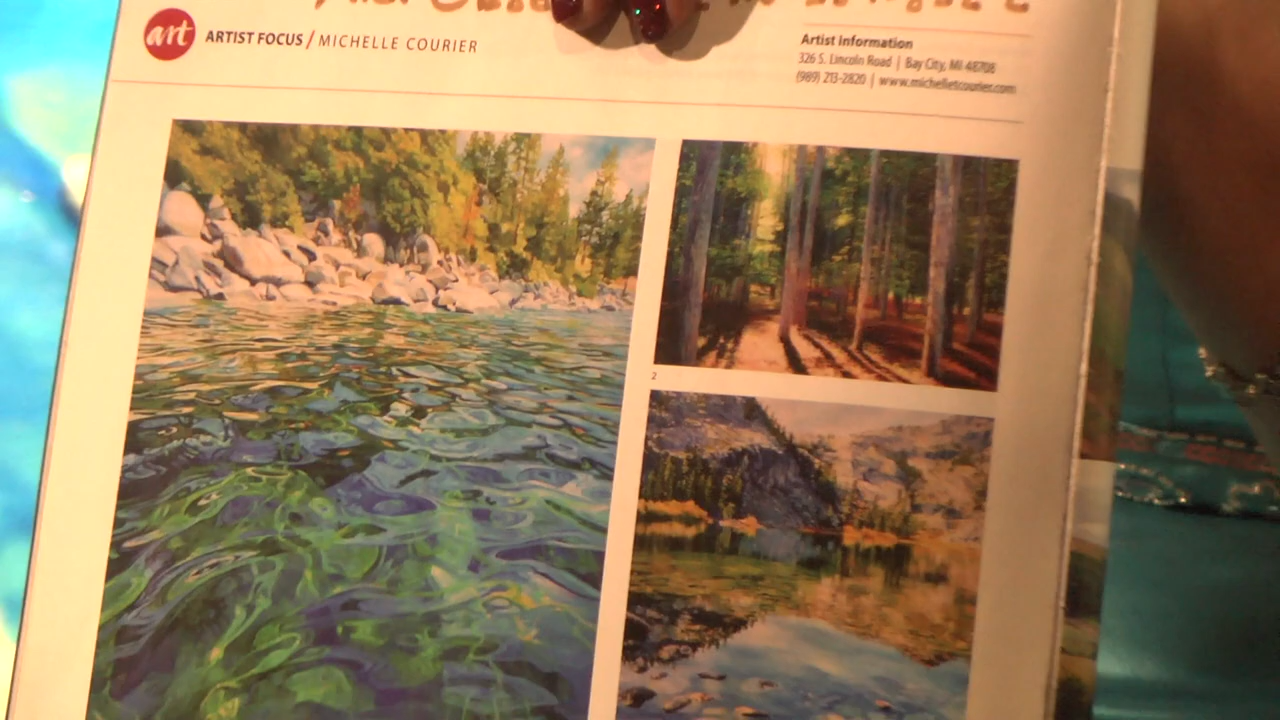 art
ARTIST FOCUS / MICHELLE COURIER
Artist Information
326 S. Lincoln Road | Bay City, MI 48708
(989) 213-2820 | www.michelletcourier.com
2